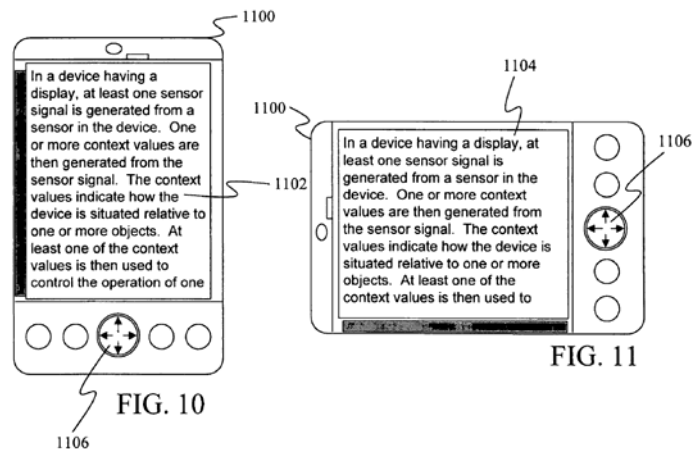 1100
In a device having a
display, at least one sensor
signal is generated from a
sensor in the device.  One
or more context values are
then generated from the
sensor signal.  The context
values indicate how the
device is situated relative to
one or more objects.  At
least one of the context
values is then used to
control the operation of one
1102
1106
FIG. 10
1100
1104
1106
In a device having a display, at
least one sensor signal is
generated from a sensor in the
device.  One or more context
values are then generated from
the sensor signal.  The context
values indicate how the device is
situated relative to one or more
objects.  At least one of the
context values is then used to
FIG. 11